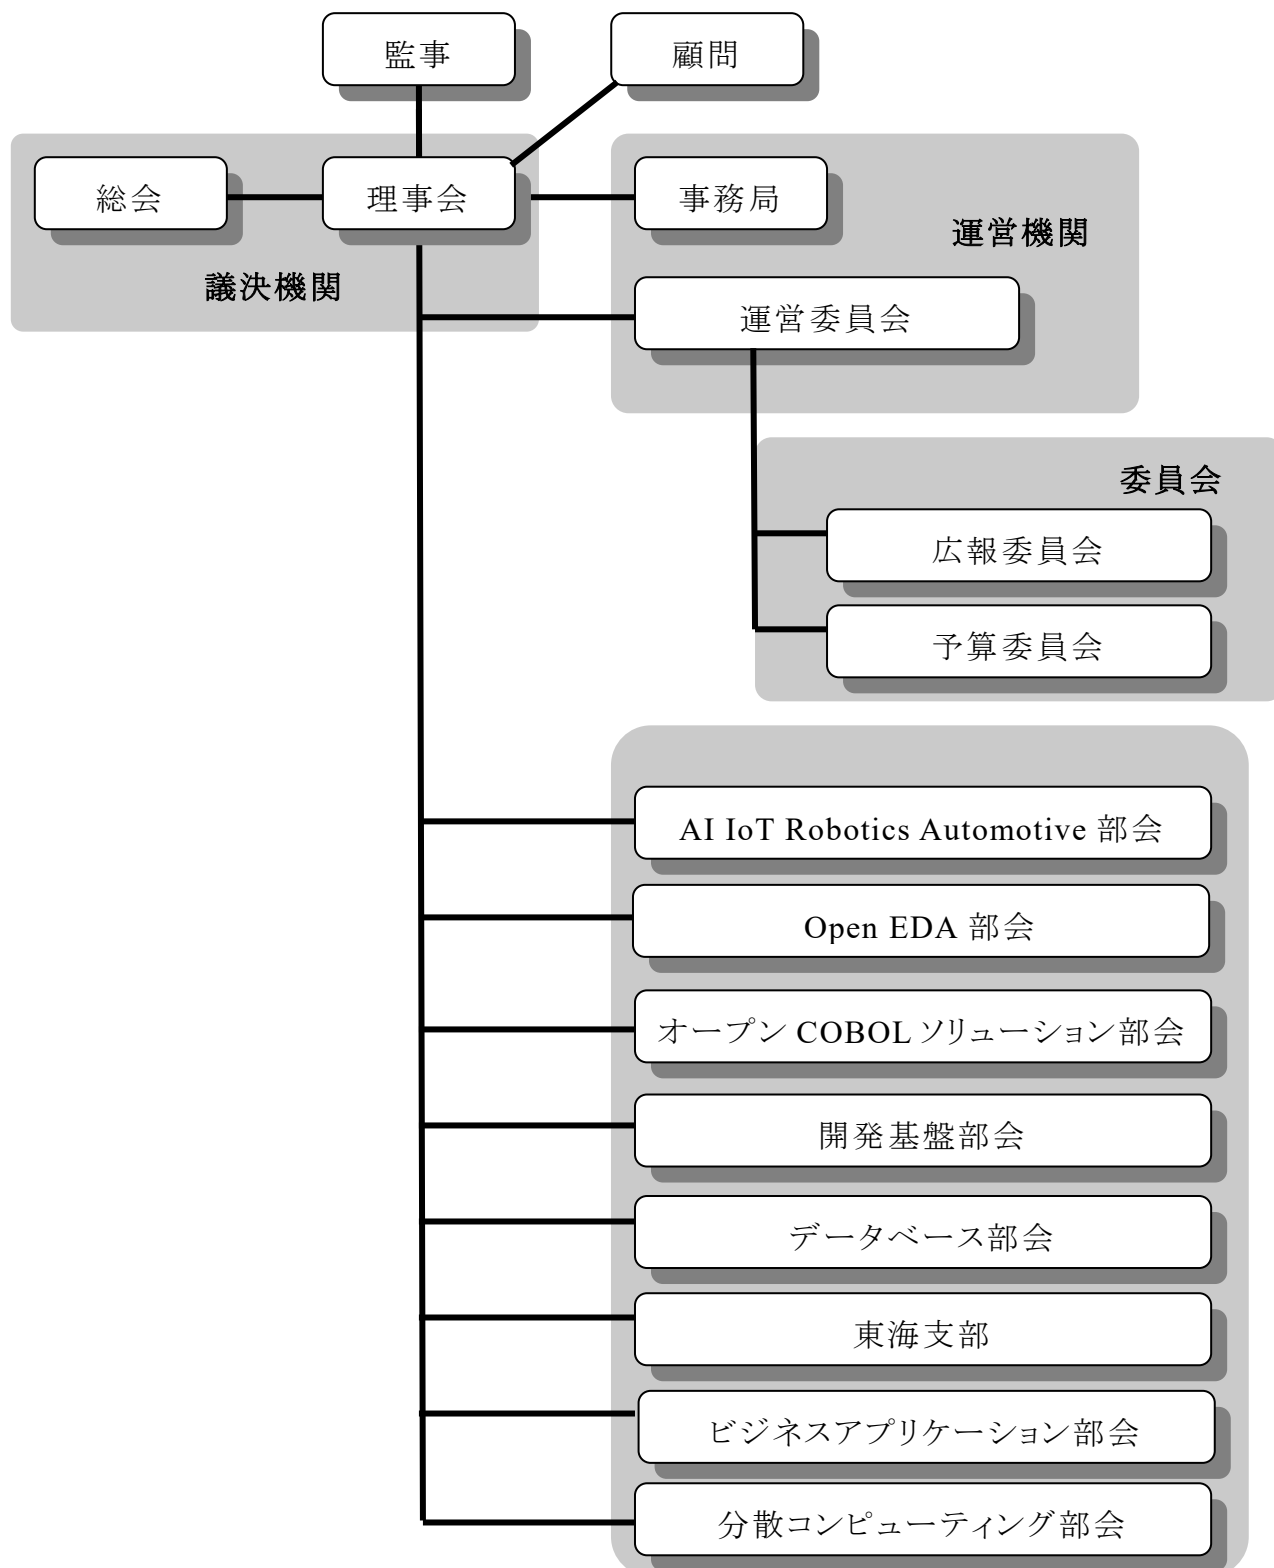 監事
顧問
総会
理事会
事務局
運営機関
議決機関
運営委員会
委員会
広報委員会
予算委員会
AI IoT Robotics Automotive 部会
Open EDA 部会
オープン COBOL ソリューション部会
開発基盤部会
データベース部会
東海支部
ビジネスアプリケーション部会
分散コンピューティング部会